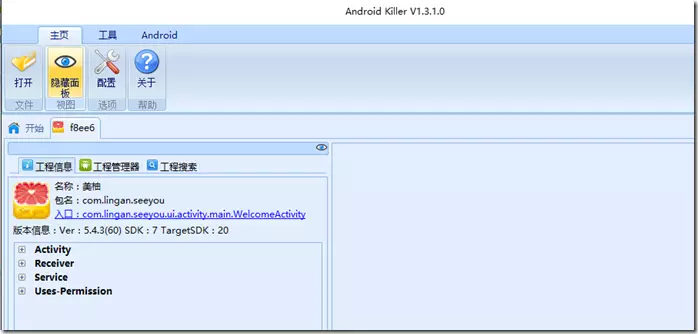 Android Killer V1.3.1.0
主页 工具 Android
打开 隐藏面板 配置 关于
文件 视图 选项 帮助
开始 f8ee6
工程信息 工程管理器 工程搜索
名称：美柚
包名：com.lingan.seeyou
入口：com.lingan.seeyou.ui.activity.main.WelcomeActivity
版本信息：Ver：5.4.3(60) SDK：7 TargetSDK：20
Activity
Receiver
Service
Uses-Permission